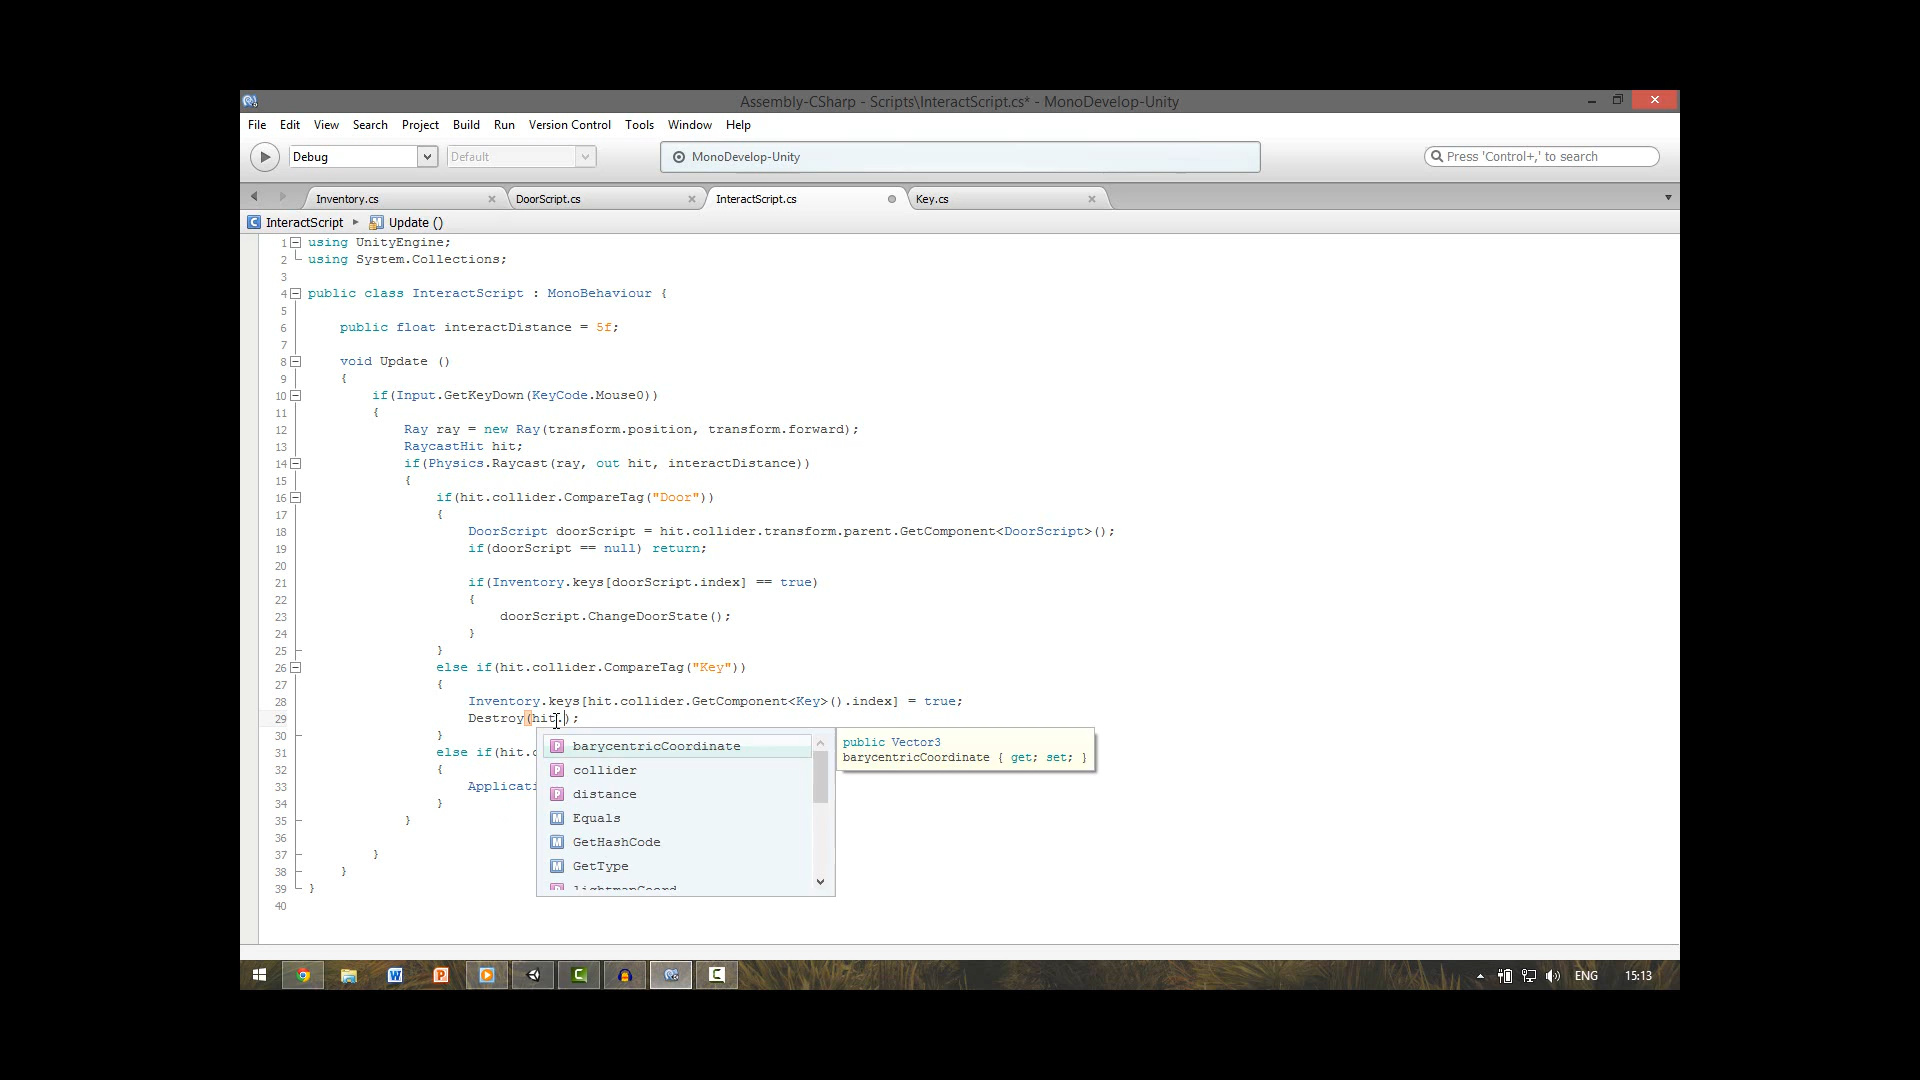 Assembly-CSharp - Scripts\InteractScript.cs* - MonoDevelop-Unity
File Edit View Search Project Build Run Version Control Tools Window Help
Debug Default MonoDevelop-Unity Press 'Control+,' to search
Inventory.cs DoorScript.cs InteractScript.cs Key.cs
InteractScript Update ()
1 using UnityEngine;
2 using System.Collections;
3
4 public class InteractScript : MonoBehaviour {
5
6 public float interactDistance = 5f;
7
8 void Update ()
9 {
10 if(Input.GetKeyDown(KeyCode.Mouse0))
11 {
12 Ray ray = new Ray(transform.position, transform.forward);
13 RaycastHit hit;
14 if(Physics.Raycast(ray, out hit, interactDistance))
15 {
16 if(hit.collider.CompareTag("Door"))
17 {
18 DoorScript doorScript = hit.collider.transform.parent.GetComponent<DoorScript>();
19 if(doorScript == null) return;
20
21 if(Inventory.keys[doorScript.index] == true)
22 {
23 doorScript.ChangeDoorState();
24 }
25 }
26 else if(hit.collider.CompareTag("Key"))
27 {
28 Inventory.keys[hit.collider.GetComponent<Key>().index] = true;
29 Destroy(hit.);
30 }
31 else if(hit.
32 {
33 Applicati
34 }
35 }
36
37 }
38 }
39 }
40
barycentricCoordinate
collider
distance
Equals
GetHashCode
GetType
lightmapCoord
public Vector3
barycentricCoordinate { get; set; }
ENG 15:13